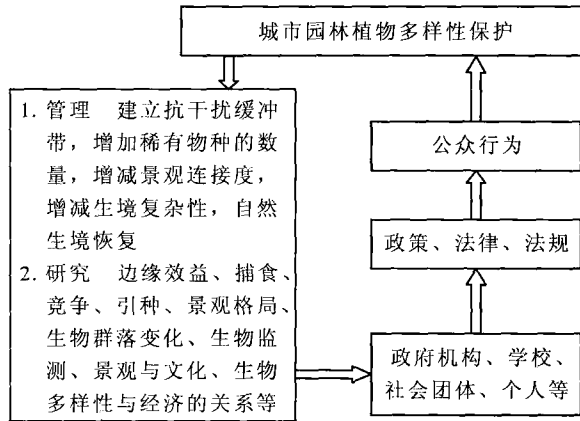 城市园林植物多样性保护
1. 管理 建立抗干扰缓冲
带，增加稀有物种的数
量，增减景观连接度，
增减生境复杂性，自然
生境恢复
2. 研究 边缘效益、捕食、
竞争、引种、景观格局、
生物群落变化、生物监
测、景观与文化、生物
多样性与经济的关系等
公众行为
政策、法律、法规
政府机构、学校、
社会团体、个人等